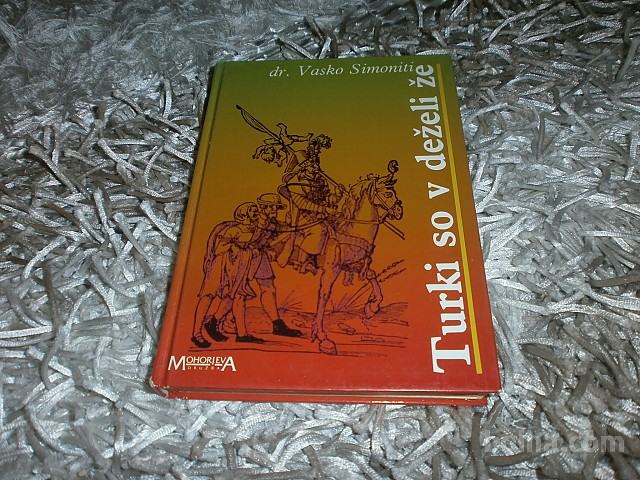 dr. Vasko Simoniti
Turki so v deželi že
MOHORJEVA
DRUŽBA